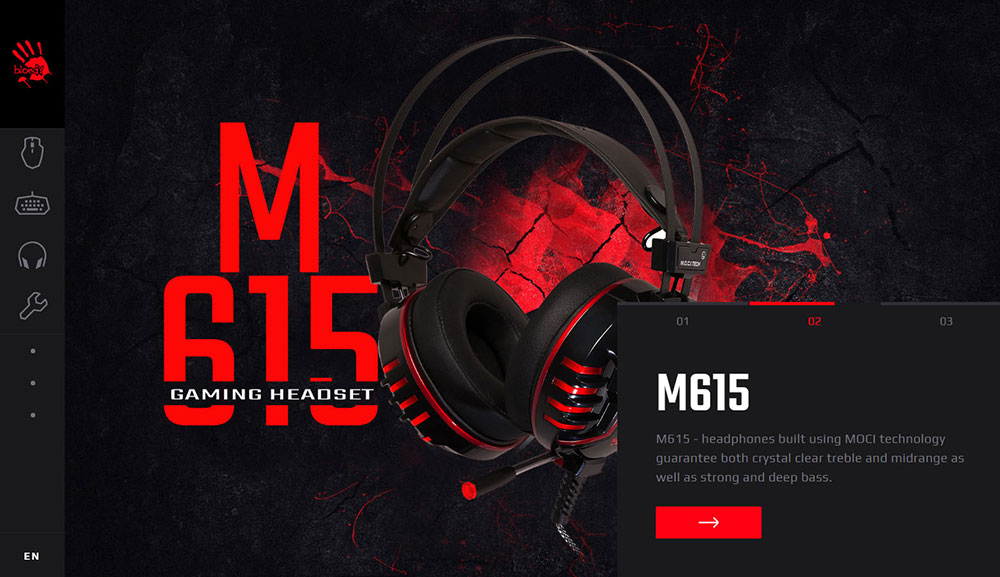 bloody
M
615
GAMING HEADSET
M.O.C.I TECH
01
02
03
M615
M615 - headphones built using MOCI technology
guarantee both crystal clear treble and midrange as
well as strong and deep bass.
EN